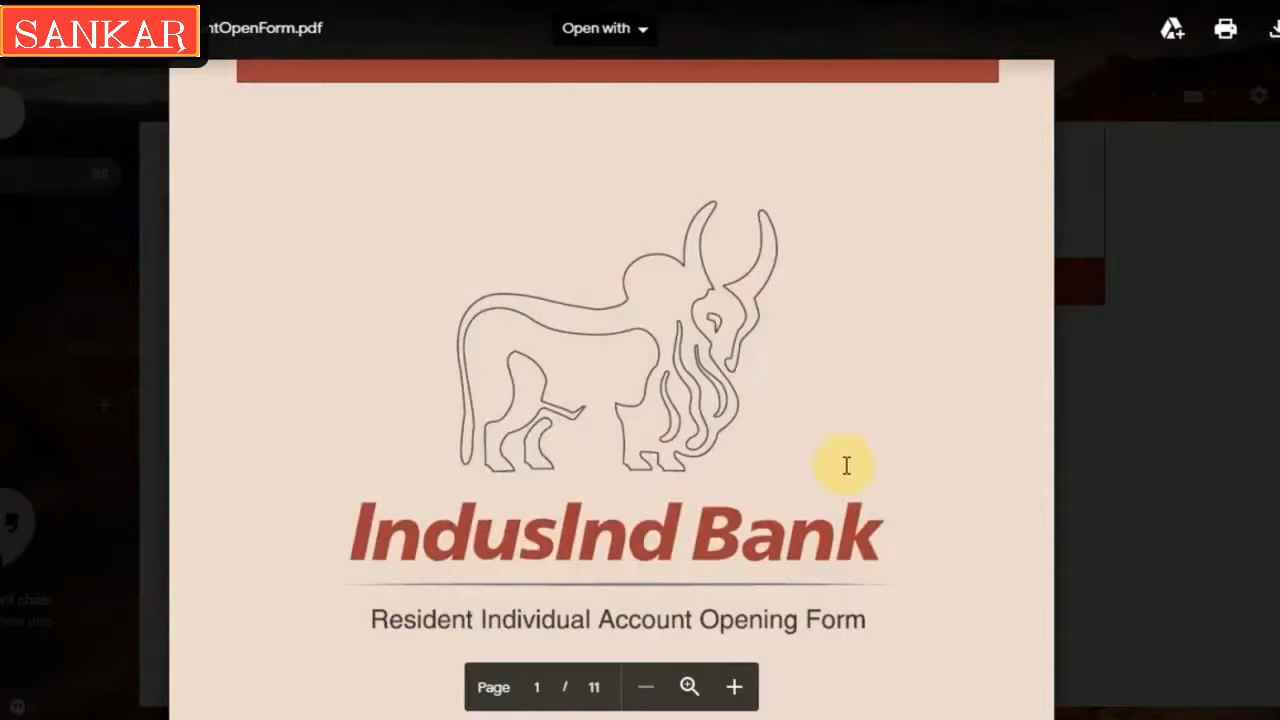 SANKAR
ntOpenForm.pdf
Open with
IndusInd Bank
Resident Individual Account Opening Form
Page 1 / 11